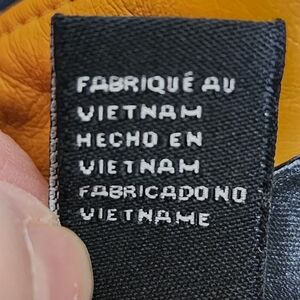 FABRIQUÉ AU
VIETNAM
HECHO EN
VIETNAM
FABRICADO NO
VIETNAME